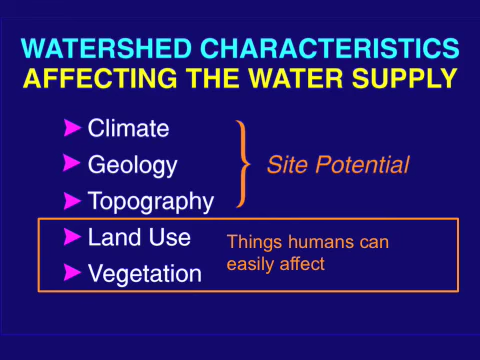 WATERSHED CHARACTERISTICS
AFFECTING THE WATER SUPPLY
Climate
Geology
Topography
Site Potential
Land Use
Vegetation
Things humans can
easily affect